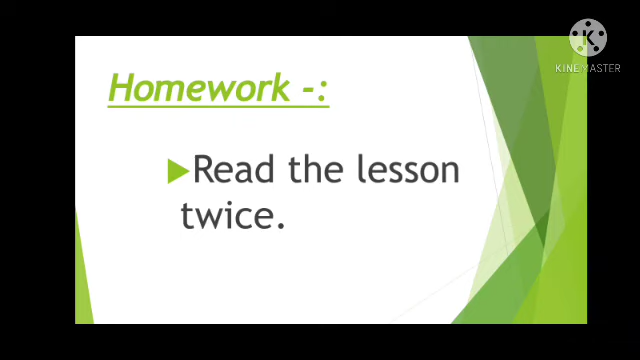 K
KINEMASTER
Homework -:
Read the lesson
twice.